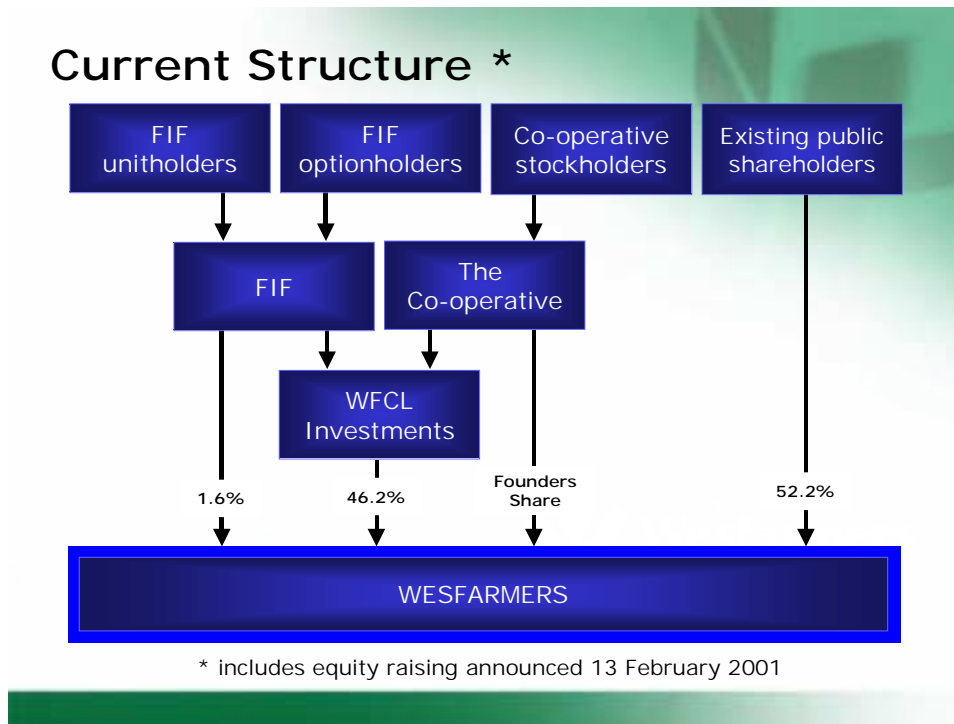 Current Structure *
FIF
unitholders
FIF
optionholders
Co-operative
stockholders
Existing public
shareholders
FIF
The
Co-operative
WFCL
Investments
1.6%
46.2%
Founders
Share
52.2%
WESFARMERS
* includes equity raising announced 13 February 2001